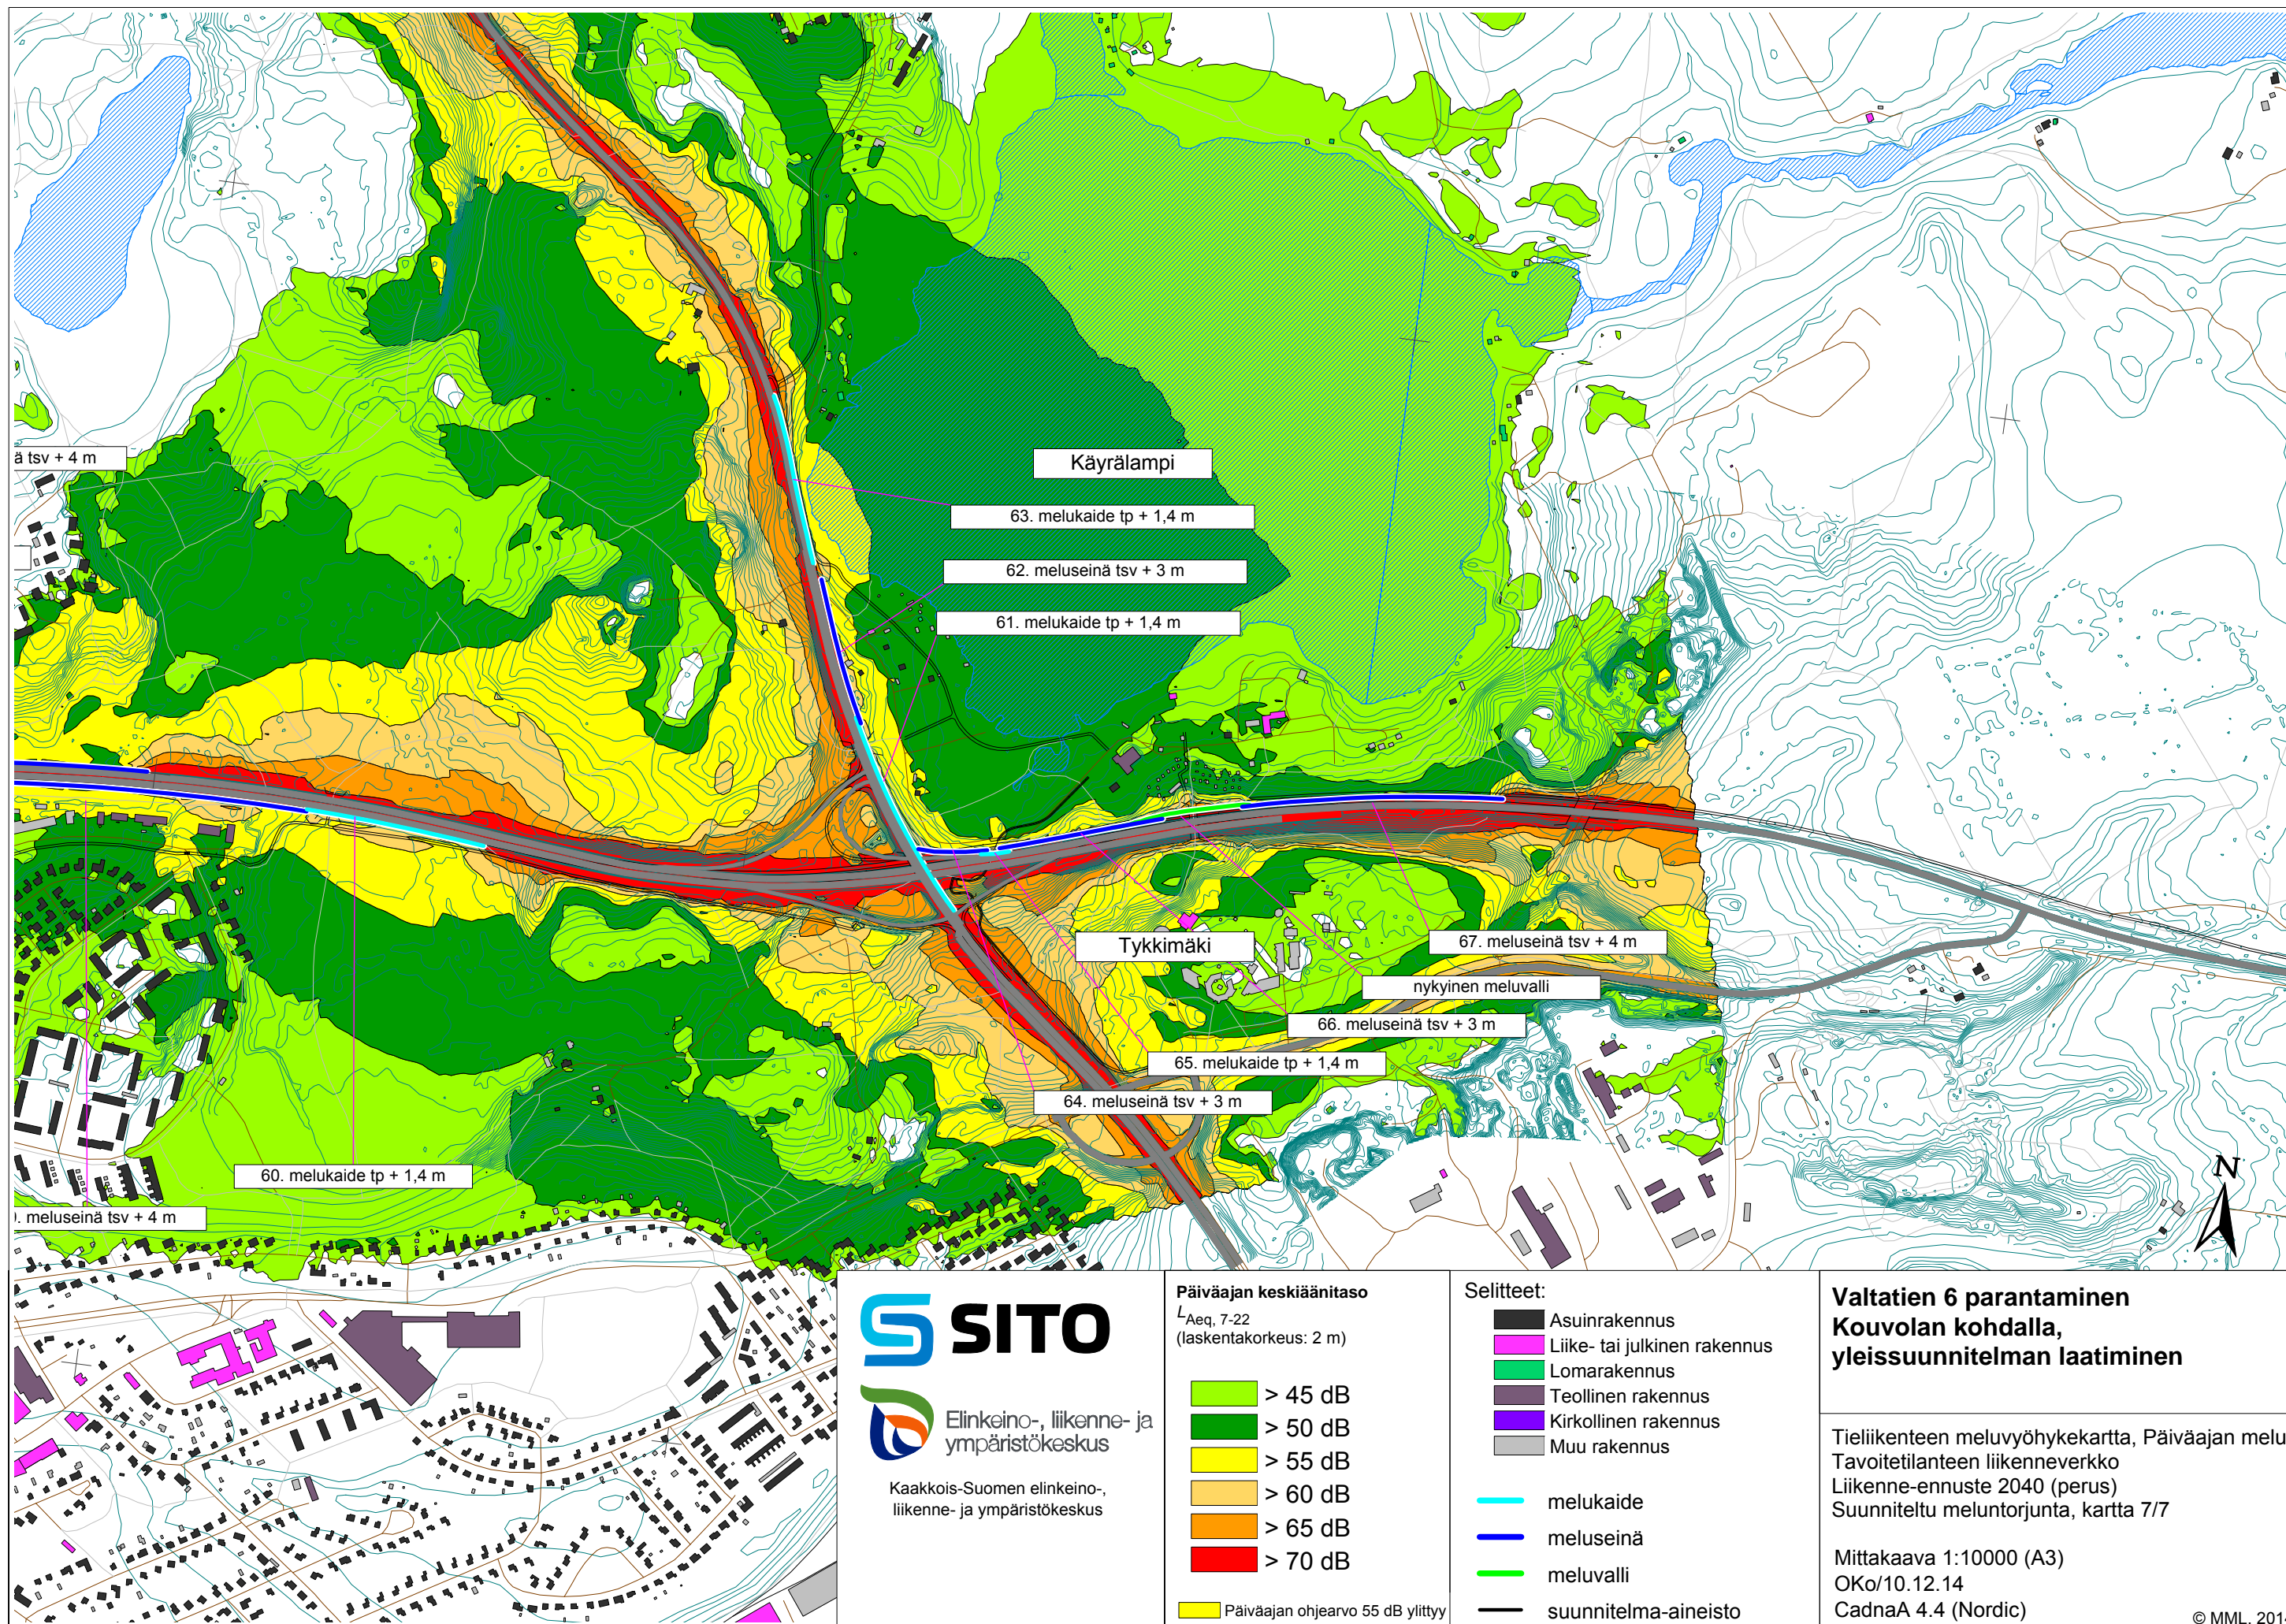 ä tsv + 4 m
Käyrälampi
63. melukaide tp + 1,4 m
62. meluseinä tsv + 3 m
61. melukaide tp + 1,4 m
Tykkimäki
67. meluseinä tsv + 4 m
nykyinen meluvalli
66. meluseinä tsv + 3 m
65. melukaide tp + 1,4 m
64. meluseinä tsv + 3 m
60. melukaide tp + 1,4 m
. meluseinä tsv + 4 m
N
SITO
Elinkeino-, liikenne- ja
ympäristökeskus
Kaakkois-Suomen elinkeino-,
liikenne- ja ympäristökeskus
Päiväajan keskiäänitaso
LAeq, 7-22
(laskentakorkeus: 2 m)
> 45 dB
> 50 dB
> 55 dB
> 60 dB
> 65 dB
> 70 dB
Päiväajan ohjearvo 55 dB ylittyy
Selitteet:
Asuinrakennus
Liike- tai julkinen rakennus
Lomarakennus
Teollinen rakennus
Kirkollinen rakennus
Muu rakennus
melukaide
meluseinä
meluvalli
suunnitelma-aineisto
Valtatien 6 parantaminen
Kouvolan kohdalla,
yleissuunnitelman laatiminen
Tieliikenteen meluvyöhykekartta, Päiväajan melu
Tavoitetilanteen liikenneverkko
Liikenne-ennuste 2040 (perus)
Suunniteltu meluntorjunta, kartta 7/7
Mittakaava 1:10000 (A3)
OKo/10.12.14
CadnaA 4.4 (Nordic)
© MML, 2014